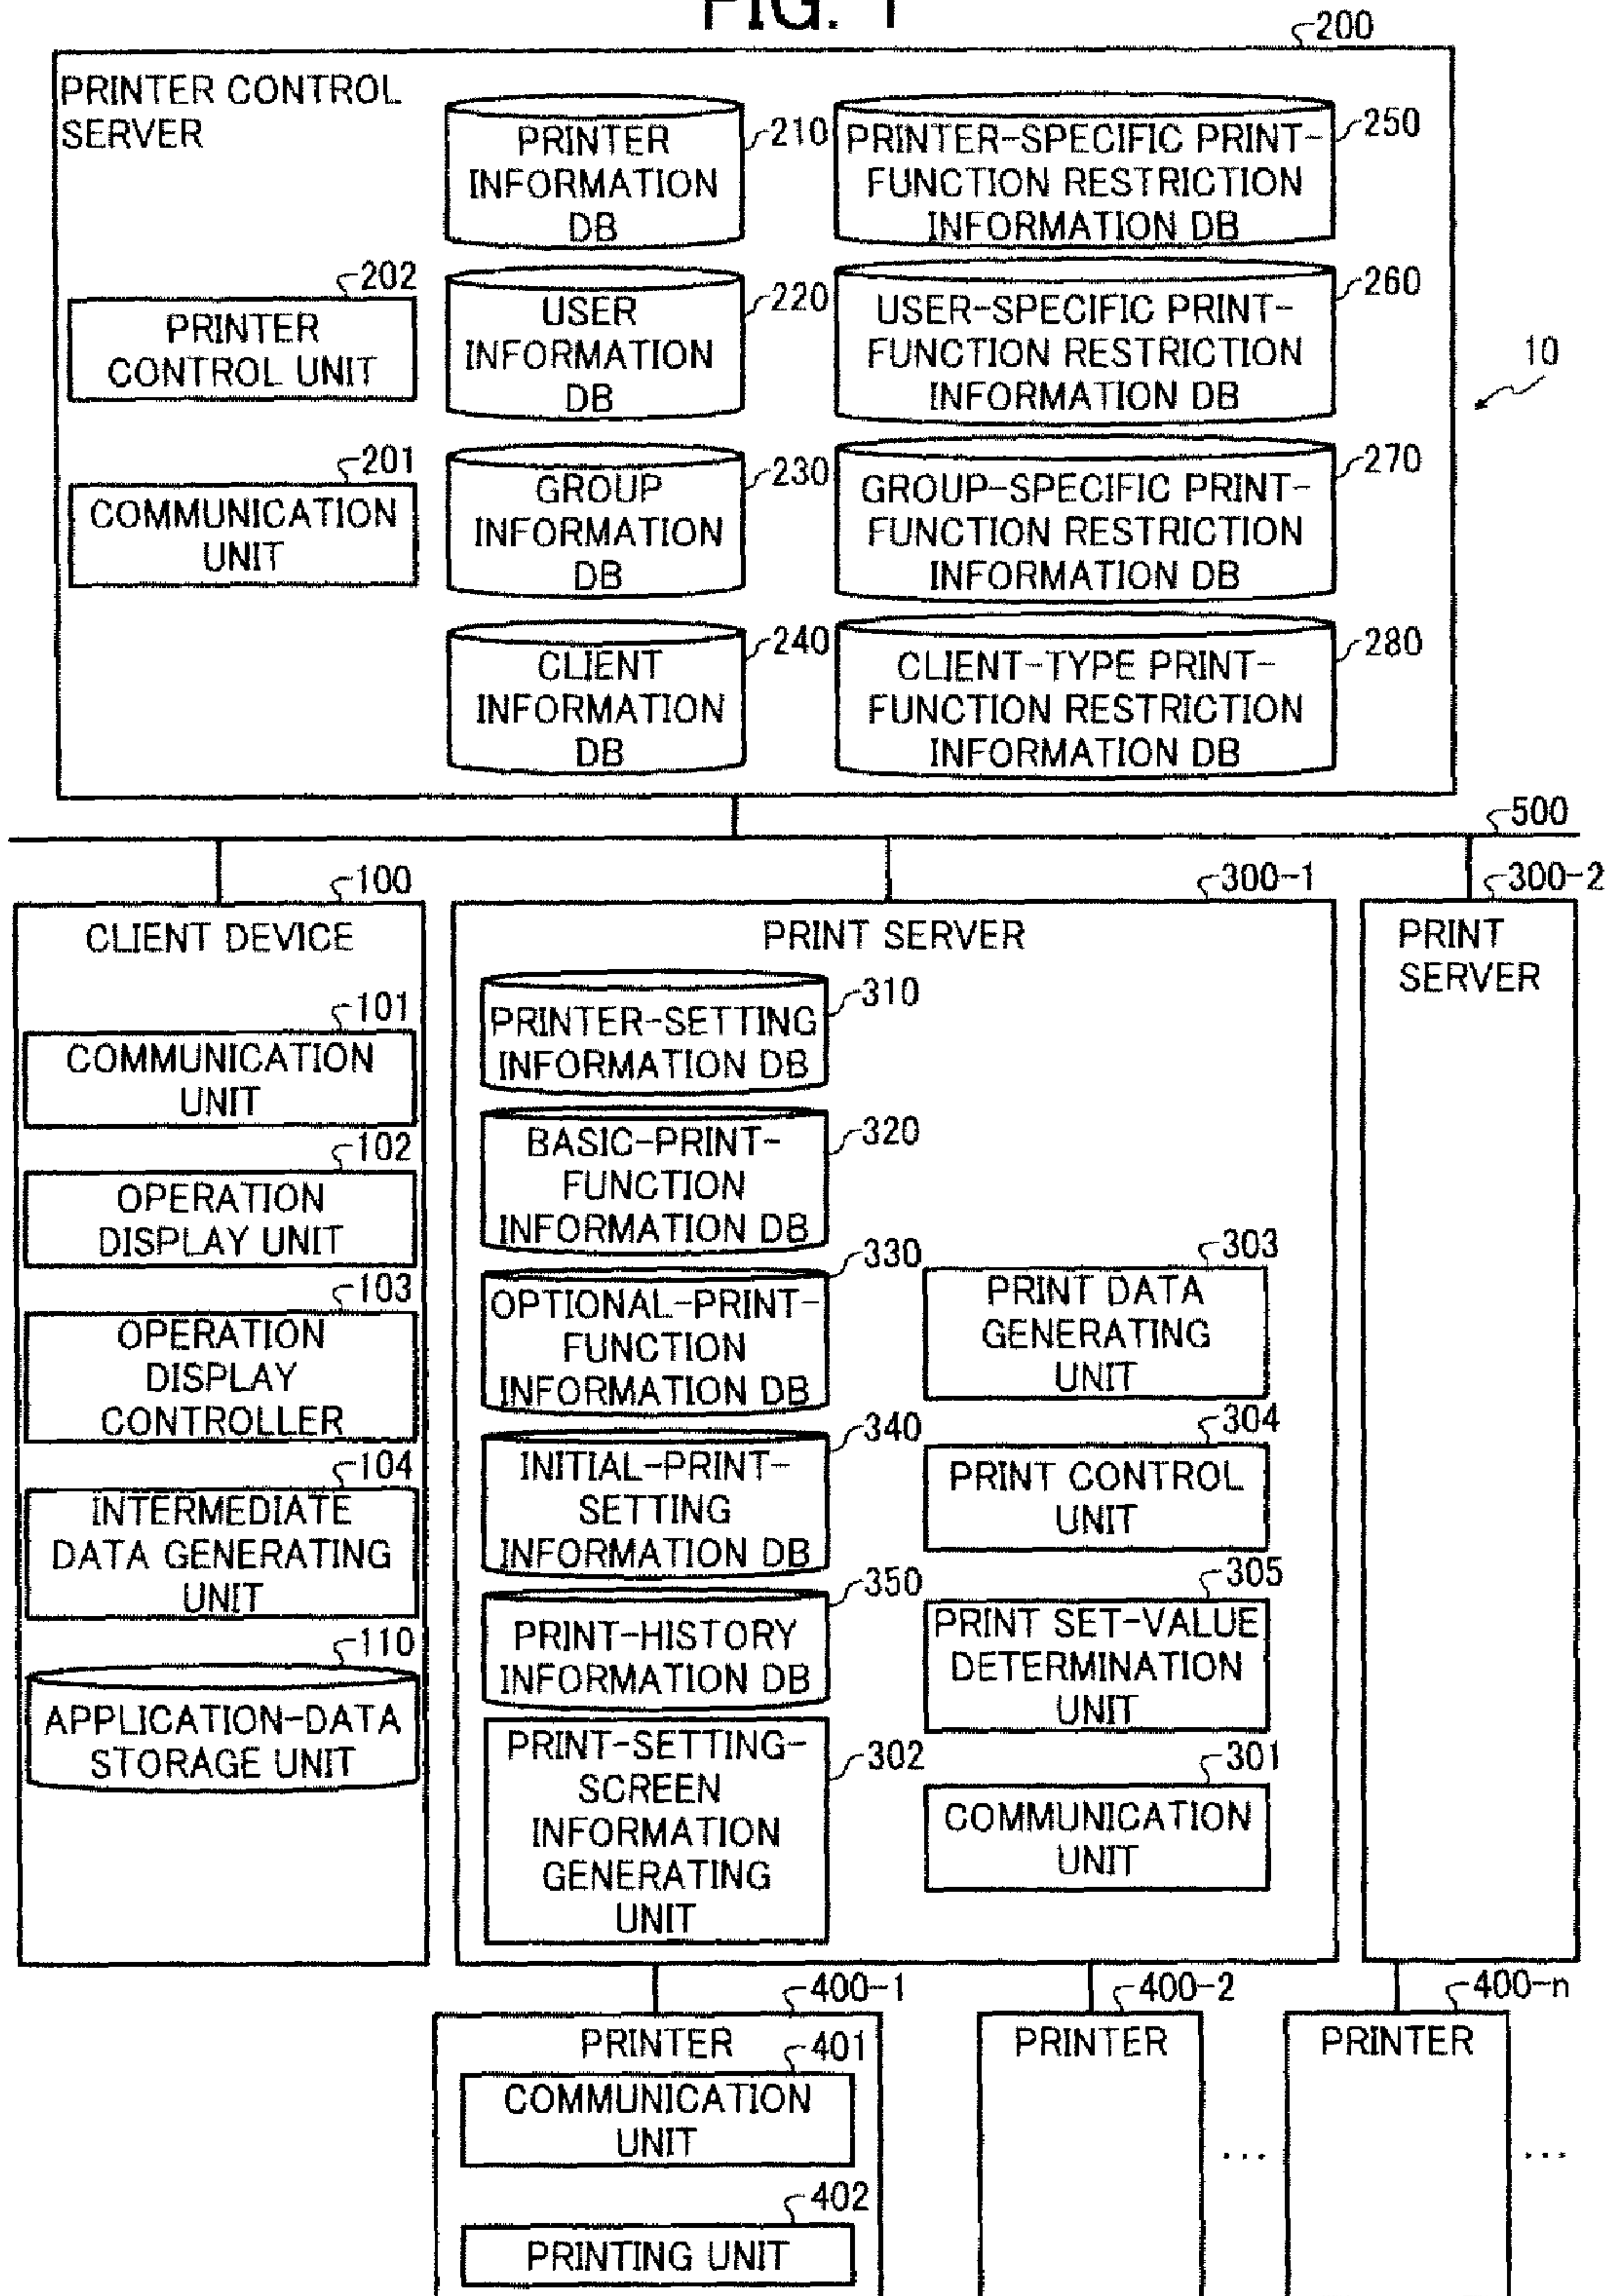 FIG. 1
200
PRINTER CONTROL
SERVER
PRINTER
INFORMATION
DB
210
PRINTER-SPECIFIC PRINT-
FUNCTION RESTRICTION
INFORMATION DB
250
202
PRINTER
CONTROL UNIT
USER
INFORMATION
DB
220
USER-SPECIFIC PRINT-
FUNCTION RESTRICTION
INFORMATION DB
260
10
201
COMMUNICATION
UNIT
GROUP
INFORMATION
DB
230
GROUP-SPECIFIC PRINT-
FUNCTION RESTRICTION
INFORMATION DB
270
CLIENT
INFORMATION
DB
240
CLIENT-TYPE PRINT-
FUNCTION RESTRICTION
INFORMATION DB
280
500
100
CLIENT DEVICE
101
COMMUNICATION
UNIT
102
OPERATION
DISPLAY UNIT
103
OPERATION
DISPLAY
CONTROLLER
104
INTERMEDIATE
DATA GENERATING
UNIT
110
APPLICATION-DATA
STORAGE UNIT
300-1
PRINT SERVER
310
PRINTER-SETTING
INFORMATION DB
320
BASIC-PRINT-
FUNCTION
INFORMATION DB
330
OPTIONAL-PRINT-
FUNCTION
INFORMATION DB
340
INITIAL-PRINT-
SETTING
INFORMATION DB
350
PRINT-HISTORY
INFORMATION DB
302
PRINT-SETTING-
SCREEN
INFORMATION
GENERATING
UNIT
303
PRINT DATA
GENERATING
UNIT
304
PRINT CONTROL
UNIT
305
PRINT SET-VALUE
DETERMINATION
UNIT
301
COMMUNICATION
UNIT
300-2
PRINT
SERVER
400-1
PRINTER
401
COMMUNICATION
UNIT
402
PRINTING UNIT
400-2
PRINTER
...
400-n
PRINTER
...